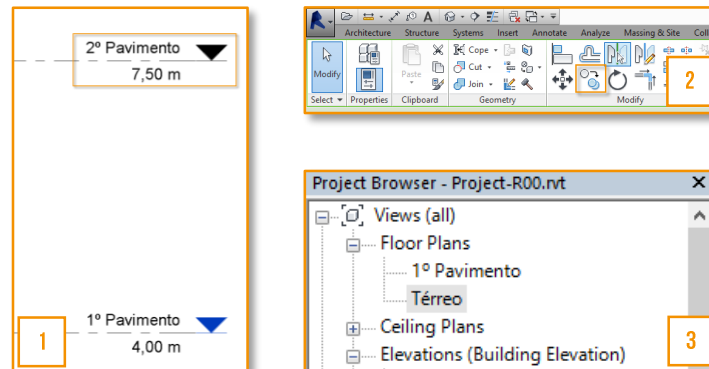 2º Pavimento
7,50 m
1º Pavimento
4,00 m
1
Architecture Structure Systems Insert Annotate Analyze Massing & Site Coll
Modify
Paste
Cope
Cut
Join
Select Properties Clipboard Geometry Modify
2
Project Browser - Project-R00.rvt
Views (all)
Floor Plans
1º Pavimento
Térreo
Ceiling Plans
Elevations (Building Elevation)
3